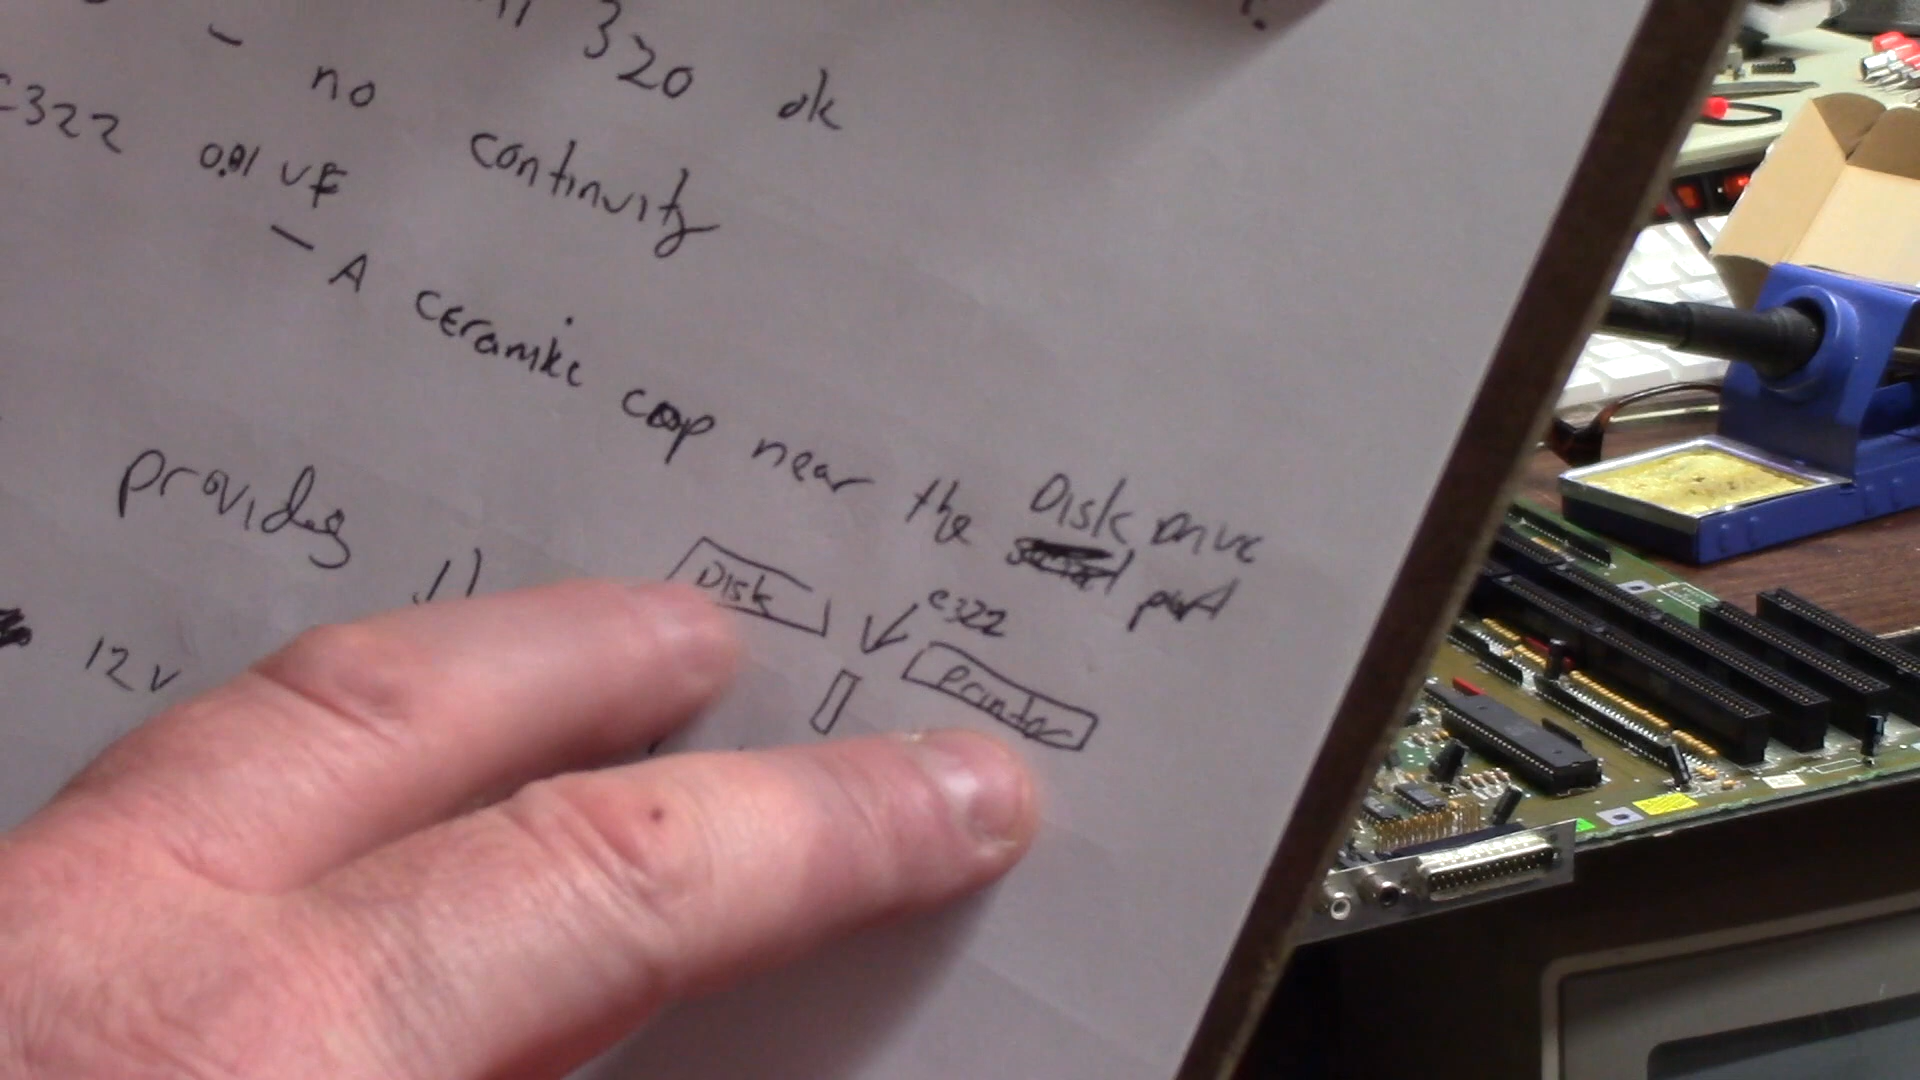 320 ok
- no continuity
C322 0.01 uF
- A ceramic cap near the Disk Drive
port
providing
Disk
C322
Printer
12v